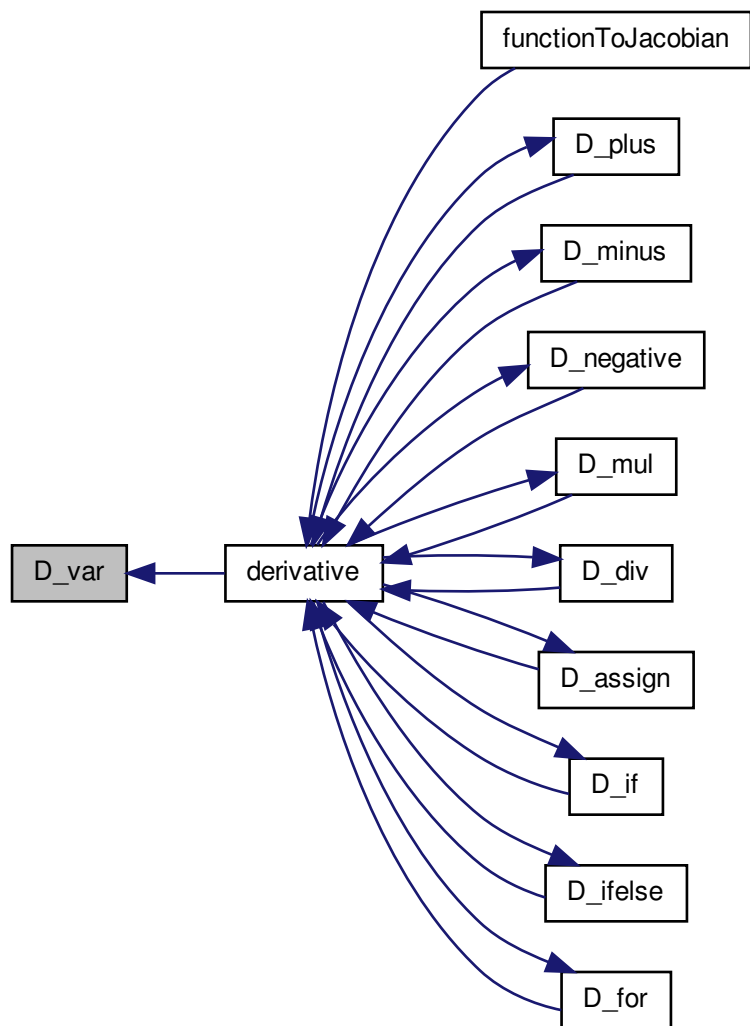 functionToJacobian
D_plus
D_minus
D_negative
D_mul
D_var
derivative
D_div
D_assign
D_if
D_ifelse
D_for